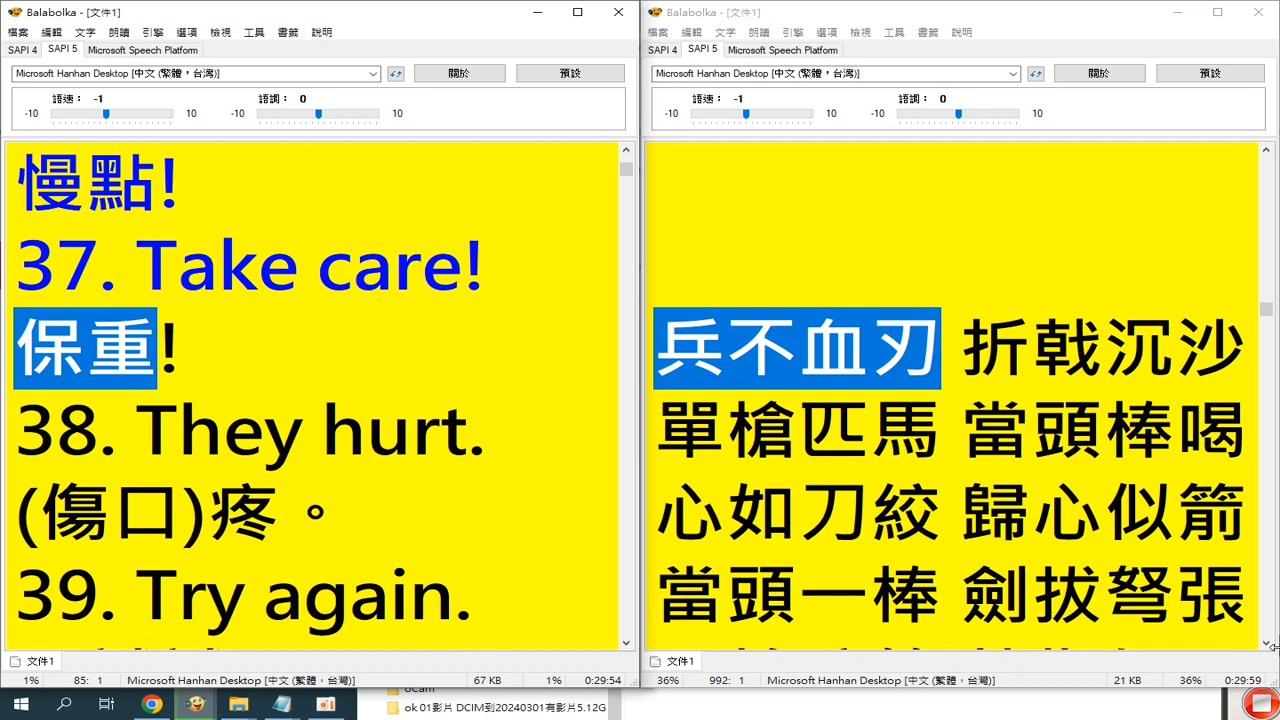 Balabolka - [文件1]
檔案 編輯 文字 朗讀 引擎 選項 檢視 工具 書籤 說明
SAPI 4 SAPI 5 Microsoft Speech Platform
Microsoft Hanhan Desktop [中文 (繁體，台灣)]
關於 預設
語速： -1 語調： 0
-10 10 -10 10
慢點!
37. Take care!
保重!
38. They hurt.
(傷口)疼。
39. Try again.
文件1
1% 85: 1 Microsoft Hanhan Desktop [中文 (繁體，台灣)] 67 KB 1% 0:29:54
Balabolka - [文件1]
檔案 編輯 文字 朗讀 引擎 選項 檢視 工具 書籤 說明
SAPI 4 SAPI 5 Microsoft Speech Platform
Microsoft Hanhan Desktop [中文 (繁體，台灣)]
關於 預設
語速： -1 語調： 0
-10 10 -10 10
兵不血刃 折戟沉沙
單槍匹馬 當頭棒喝
心如刀絞 歸心似箭
當頭一棒 劍拔弩張
文件1
36% 992: 1 Microsoft Hanhan Desktop [中文 (繁體，台灣)] 21 KB 36% 0:29:59
oCam
ok 01影片 DCIM到20240301有影片5.12G